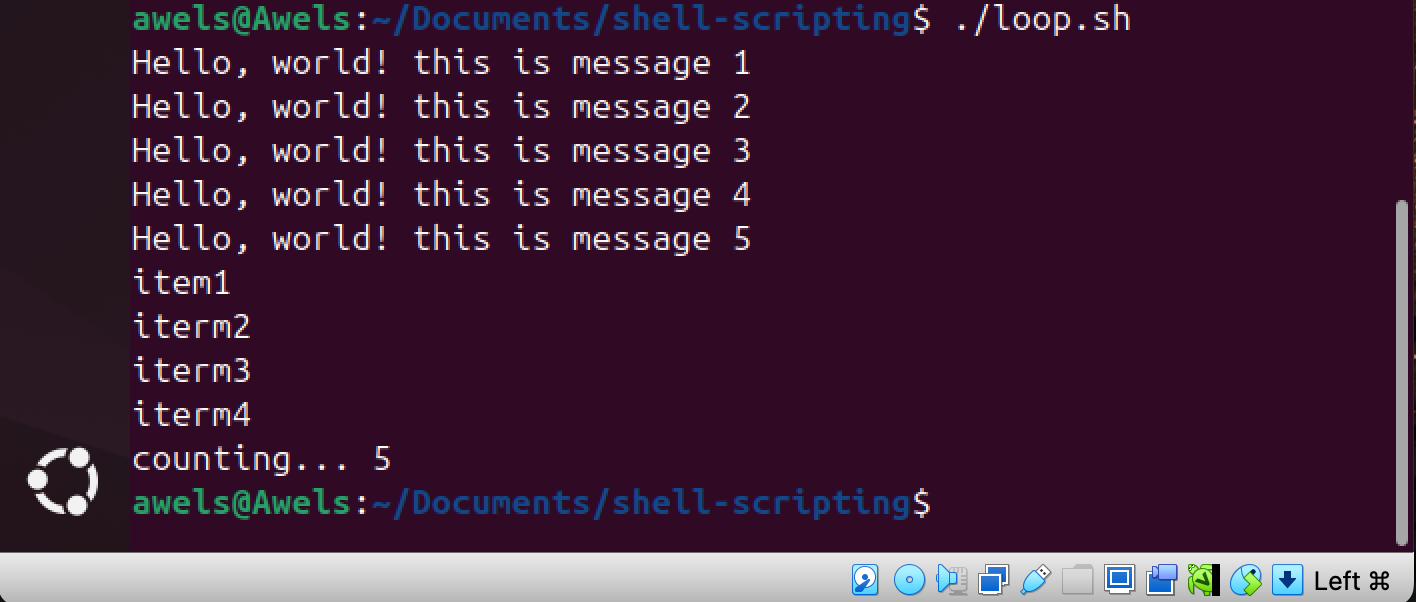 awels@Awels:~/Documents/shell-scripting$ ./loop.sh
Hello, world! this is message 1
Hello, world! this is message 2
Hello, world! this is message 3
Hello, world! this is message 4
Hello, world! this is message 5
item1
iterm2
iterm3
iterm4
counting... 5
awels@Awels:~/Documents/shell-scripting$
Left ⌘